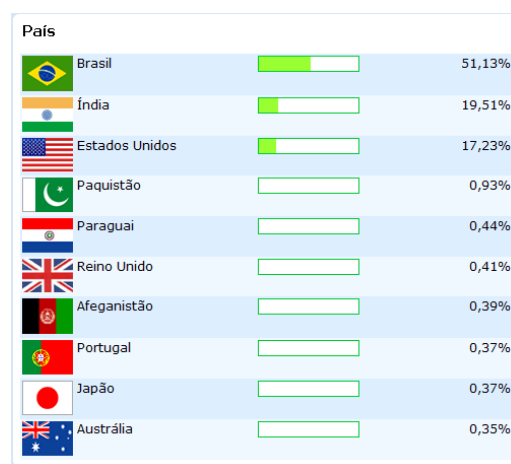 País
Brasil 51,13%
Índia 19,51%
Estados Unidos 17,23%
Paquistão 0,93%
Paraguai 0,44%
Reino Unido 0,41%
Afeganistão 0,39%
Portugal 0,37%
Japão 0,37%
Austrália 0,35%